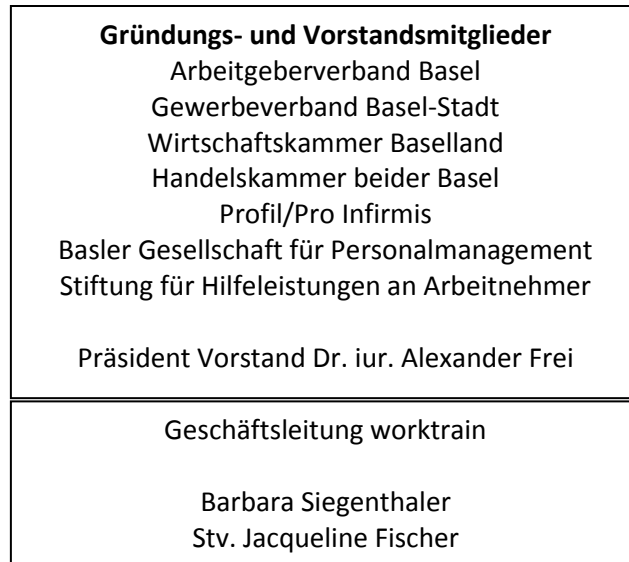 Gründungs- und Vorstandsmitglieder
Arbeitgeberverband Basel
Gewerbeverband Basel-Stadt
Wirtschaftskammer Baselland
Handelskammer beider Basel
Profil/Pro Infirmis
Basler Gesellschaft für Personalmanagement
Stiftung für Hilfeleistungen an Arbeitnehmer
Präsident Vorstand Dr. iur. Alexander Frei
Geschäftsleitung worktrain
Barbara Siegenthaler
Stv. Jacqueline Fischer